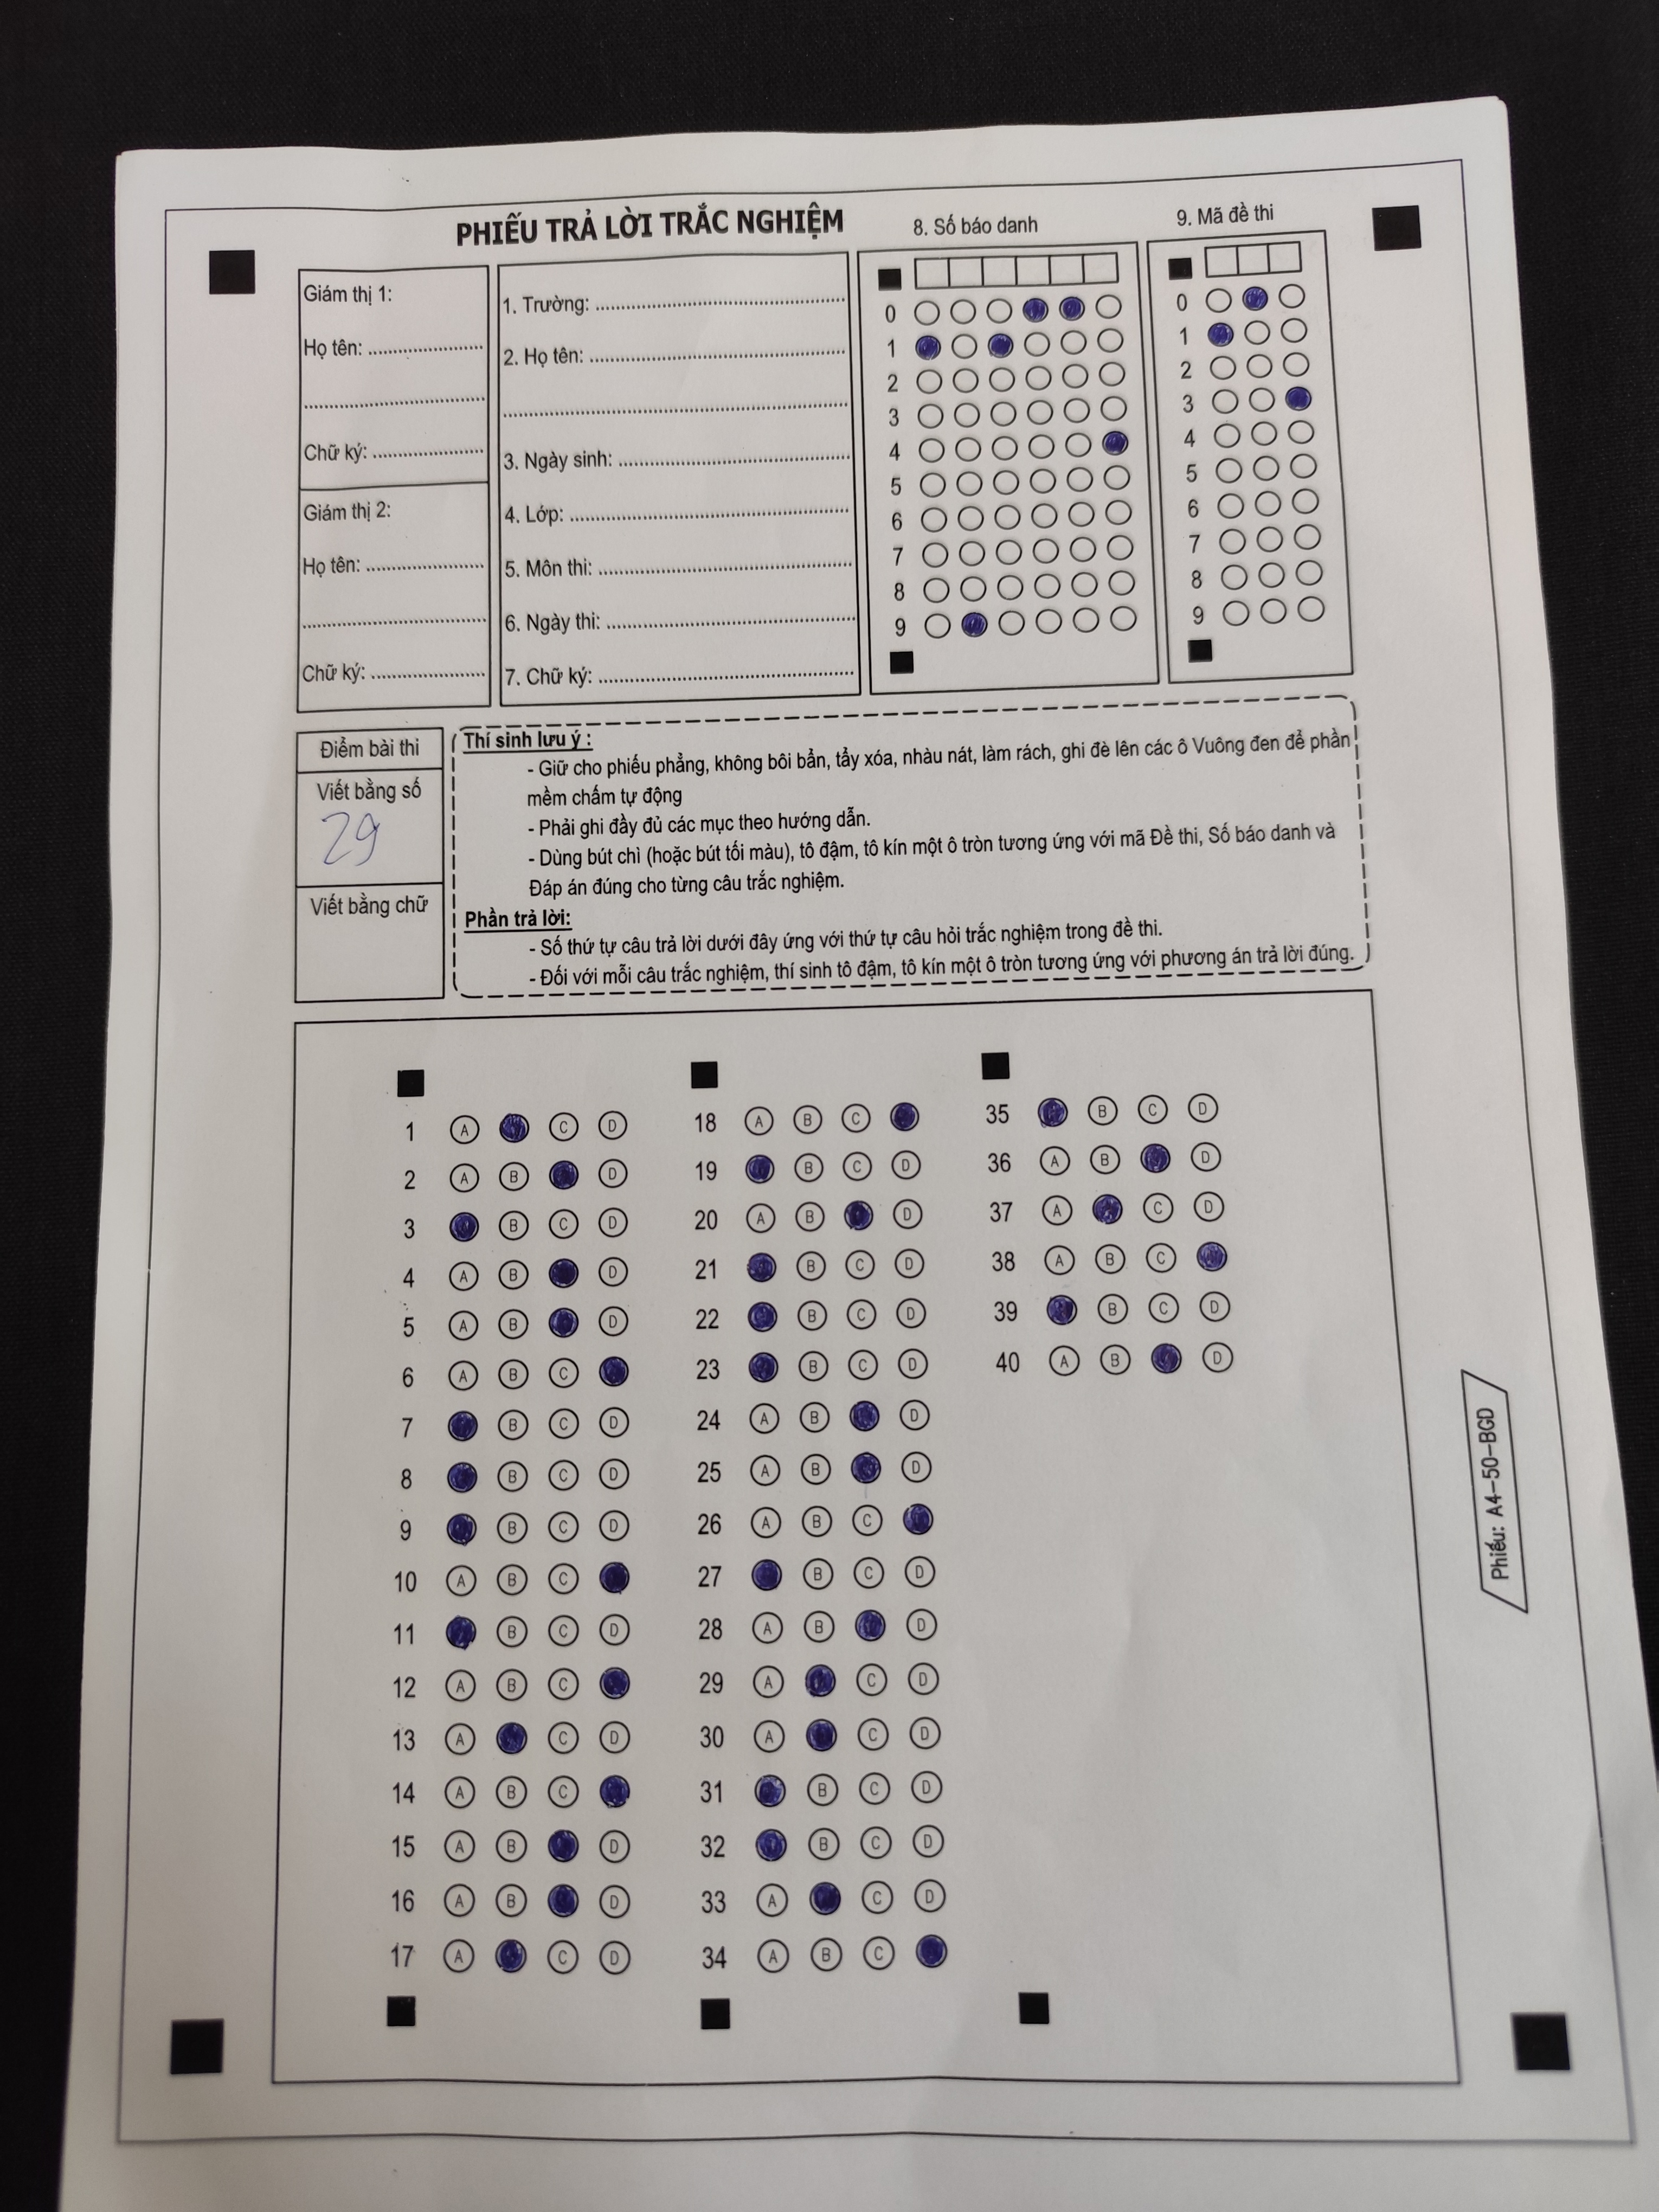 PHIẾU TRẢ LỜI TRẮC NGHIỆM
8. Số báo danh
9. Mã đề thi
Giám thị 1:
Họ tên: ......................
..................................
Chữ ký: .....................
Giám thị 2:
Họ tên: ......................
..................................
Chữ ký: .....................
1. Trường: ..............................................
2. Họ tên: ...............................................
................................................................
3. Ngày sinh: ..........................................
4. Lớp: ...................................................
5. Môn thi: ..............................................
6. Ngày thi: ............................................
7. Chữ ký: ..............................................
0
1
2
3
4
5
6
7
8
9
0
1
2
3
4
5
6
7
8
9
Điểm bài thi
Viết bằng số
29
Viết bằng chữ
Thí sinh lưu ý :
- Giữ cho phiếu phẳng, không bôi bẩn, tẩy xóa, nhàu nát, làm rách, ghi đè lên các ô Vuông đen để phần
mềm chấm tự động
- Phải ghi đầy đủ các mục theo hướng dẫn.
- Dùng bút chì (hoặc bút tối màu), tô đậm, tô kín một ô tròn tương ứng với mã Đề thi, Số báo danh và
Đáp án đúng cho từng câu trắc nghiệm.
Phần trả lời:
- Số thứ tự câu trả lời dưới đây ứng với thứ tự câu hỏi trắc nghiệm trong đề thi.
- Đối với mỗi câu trắc nghiệm, thí sinh tô đậm, tô kín một ô tròn tương ứng với phương án trả lời đúng.
1 A C D
2 A B D
3 B C D
4 A B D
5 A B D
6 A B C
7 B C D
8 B C D
9 B C D
10 A B C
11 B C D
12 A B C
13 A C D
14 A B C
15 A B D
16 A B D
17 A C D
18 A B C
19 B C D
20 A B D
21 B C D
22 B C D
23 B C D
24 A B D
25 A B D
26 A B C
27 B C D
28 A B D
29 A C D
30 A C D
31 B C D
32 B C D
33 A C D
34 A B C
35 B C D
36 A B D
37 A C D
38 A B C
39 B C D
40 A B D
Phiếu: A4-50-BGD